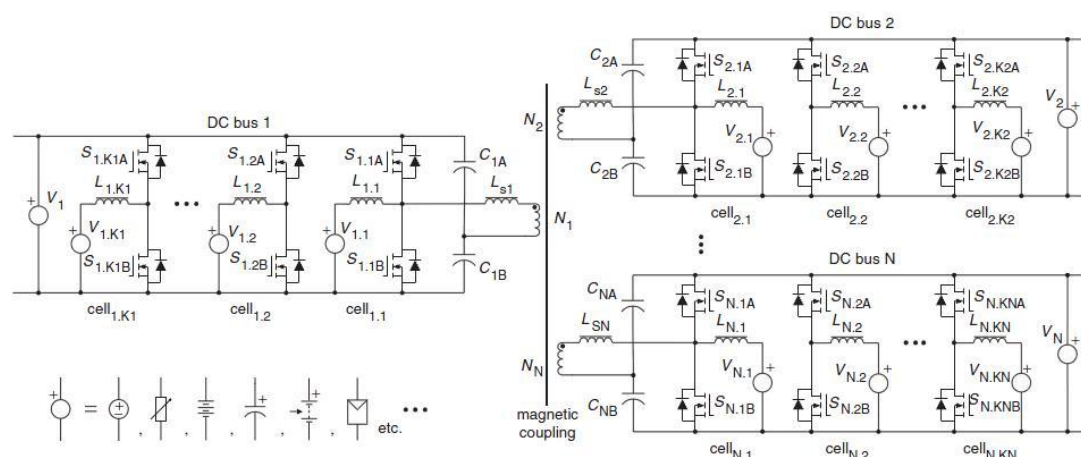 DC bus 1
S1.K1A
S1.2A
S1.1A
C1A
L1.K1
L1.2
L1.1
Ls1
V1
+
V1.K1
+
V1.2
+
V1.1
+
N1
S1.K1B
S1.2B
S1.1B
C1B
cell1.K1
cell1.2
cell1.1
DC bus 2
C2A
S2.1A
S2.2A
S2.K2A
Ls2
L2.1
L2.2
L2.K2
N2
V2.1
+
V2.2
+
V2.K2
+
V2
+
C2B
S2.1B
S2.2B
S2.K2B
cell2.1
cell2.2
cell2.K2
DC bus N
CNA
SN.1A
SN.2A
SN.KNA
LSN
LN.1
LN.2
LN.KN
NN
VN.1
+
VN.2
+
VN.KN
+
VN
+
CNB
SN.1B
SN.2B
SN.KNB
cellN.1
cellN.2
cellN.KN
magnetic
coupling
+ = ± , , , + , + , etc.